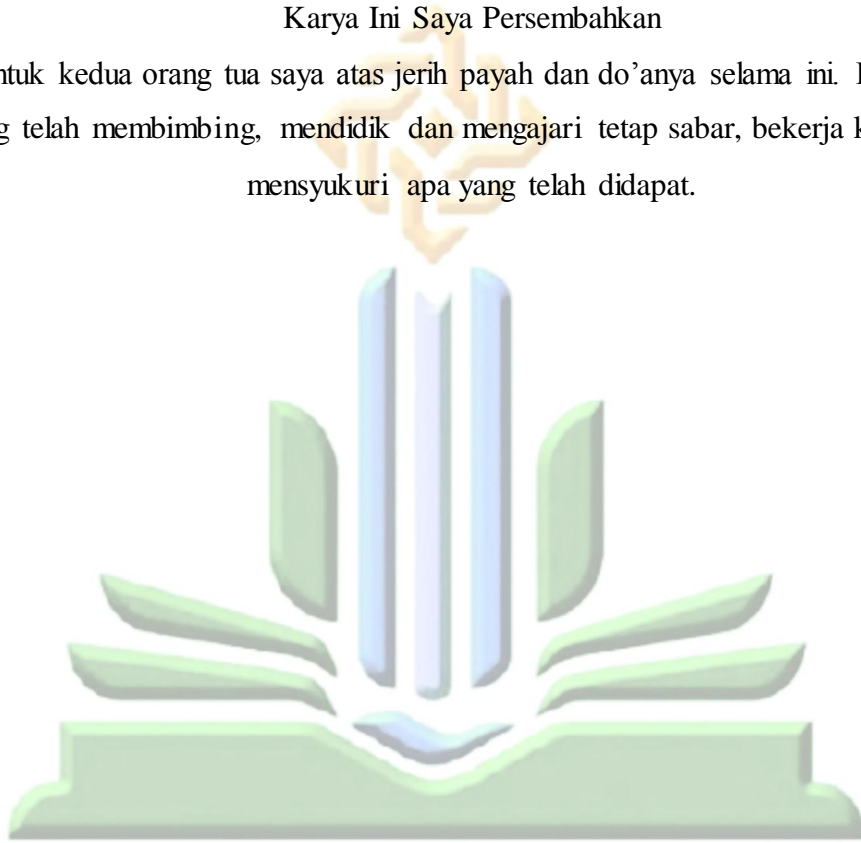 Karya Ini Saya Persembahkan
kedua orang tua saya atas jerih payah dan do’anya selama ini.
telah membimbing, mendidik dan mengajari tetap sabar, bekerja
mensyukuri apa yang telah didapat.